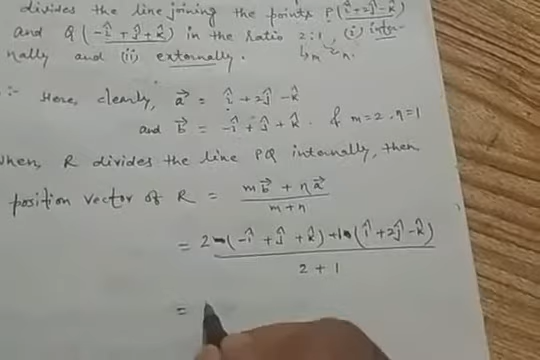 divides the line joining the points P(î+2ĵ-k̂)
and Q(-î+ĵ+k̂) in the ratio 2:1, (i) inter-
m n
nally and (ii) externally.
:- Here, clearly, a⃗ = î+2ĵ-k̂
and b⃗ = -î+ĵ+k̂. & m=2, n=1
When, R divides the line PQ internally, then
position vector of R = (mb⃗ + na⃗)/(m+n)
= (2(-î+ĵ+k̂)+1(î+2ĵ-k̂))/(2+1)
=